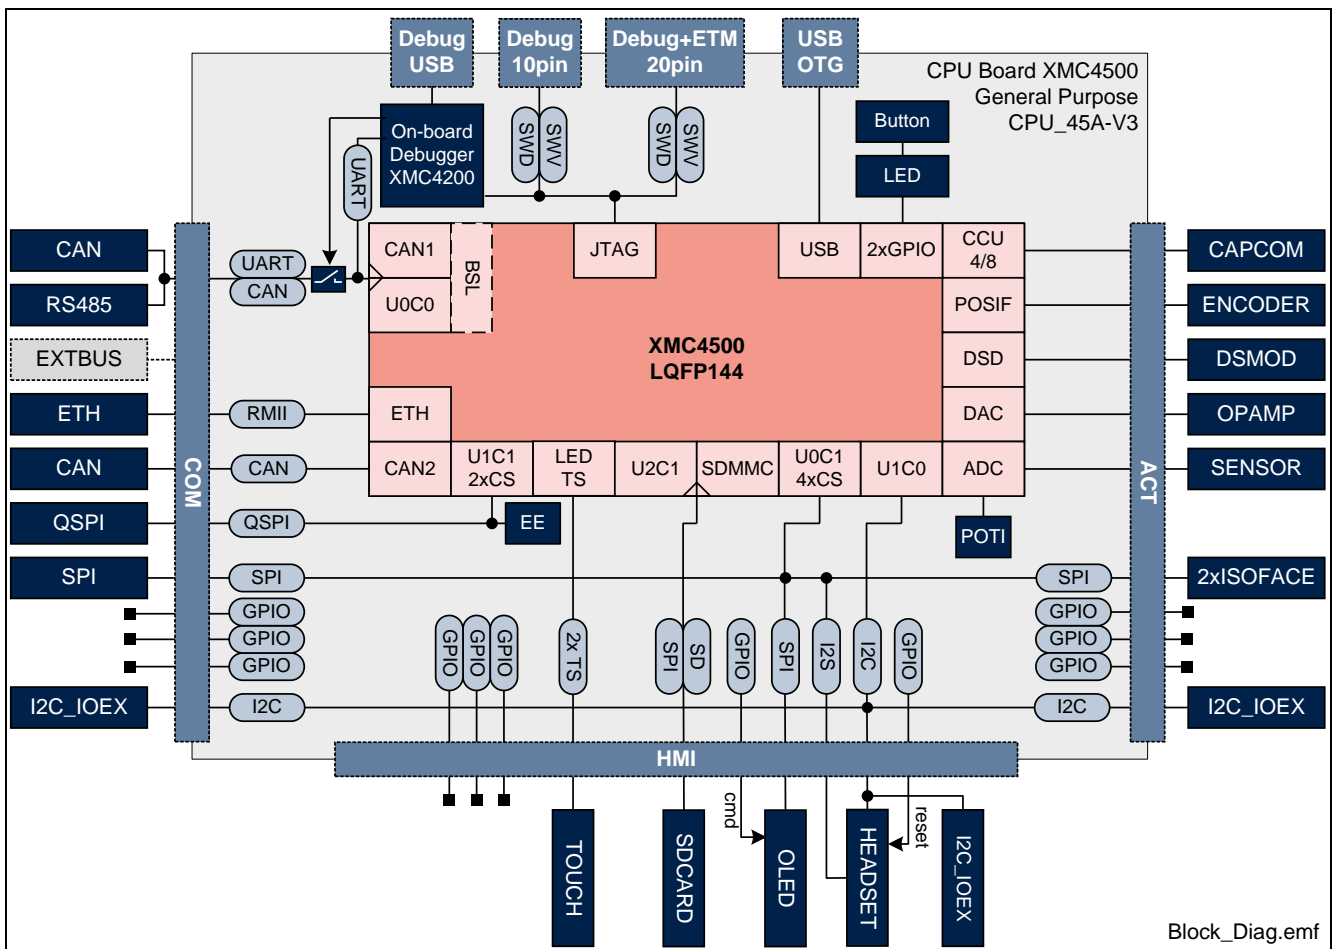 Debug
USB
Debug
10pin
Debug+ETM
20pin
USB
OTG
CPU Board XMC4500
General Purpose
CPU_45A-V3
On-board
Debugger
XMC4200
UART
SWD
SWV
SWD
SWV
Button
LED
CAN
RS485
EXTBUS
ETH
CAN
QSPI
SPI
I2C_IOEX
COM
UART
CAN
RMII
CAN
QSPI
SPI
GPIO
GPIO
GPIO
I2C
CAN1
U0C0
BSL
JTAG
USB
2xGPIO
CCU
4/8
POSIF
DSD
DAC
ADC
XMC4500
LQFP144
ETH
CAN2
U1C1
2xCS
LED
TS
U2C1
SDMMC
U0C1
4xCS
U1C0
EE
POTI
CAPCOM
ENCODER
DSMOD
OPAMP
SENSOR
2xISOFACE
I2C_IOEX
ACT
SPI
GPIO
GPIO
GPIO
I2C
GPIO
GPIO
GPIO
2x TS
SPI
SD
GPIO
SPI
I2S
I2C
GPIO
HMI
cmd
reset
TOUCH
SDCARD
OLED
HEADSET
I2C_IOEX
Block_Diag.emf